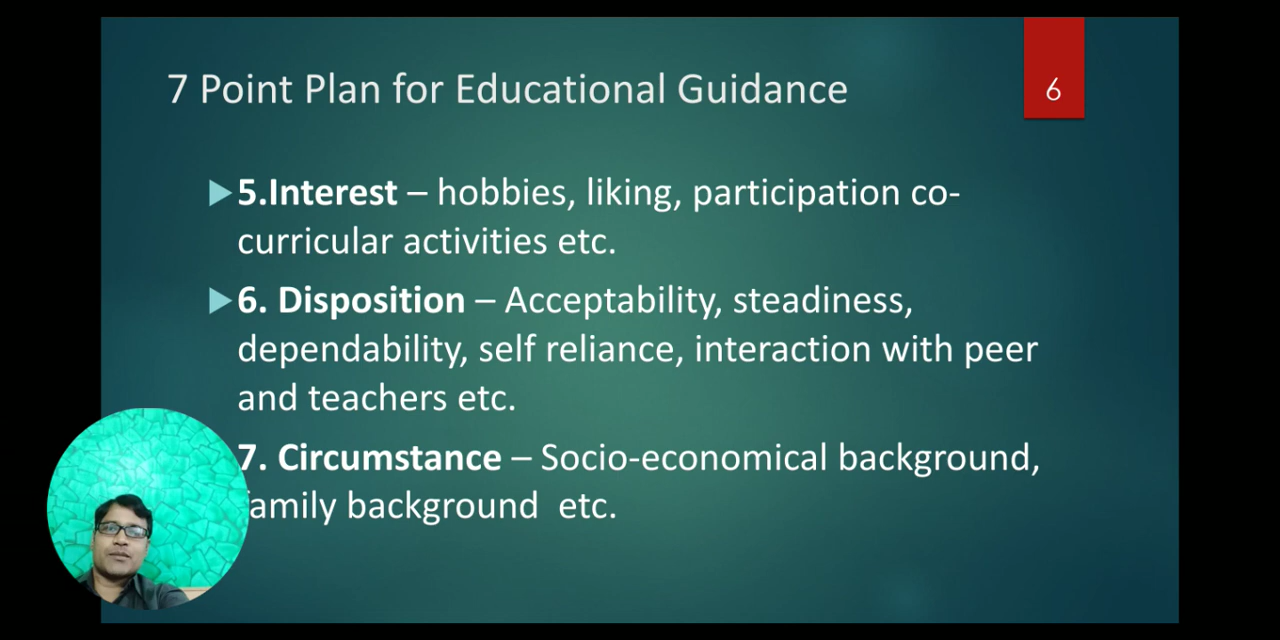 7 Point Plan for Educational Guidance
6
5.Interest – hobbies, liking, participation co-
curricular activities etc.
6. Disposition – Acceptability, steadiness,
dependability, self reliance, interaction with peer
and teachers etc.
7. Circumstance – Socio-economical background,
family background etc.